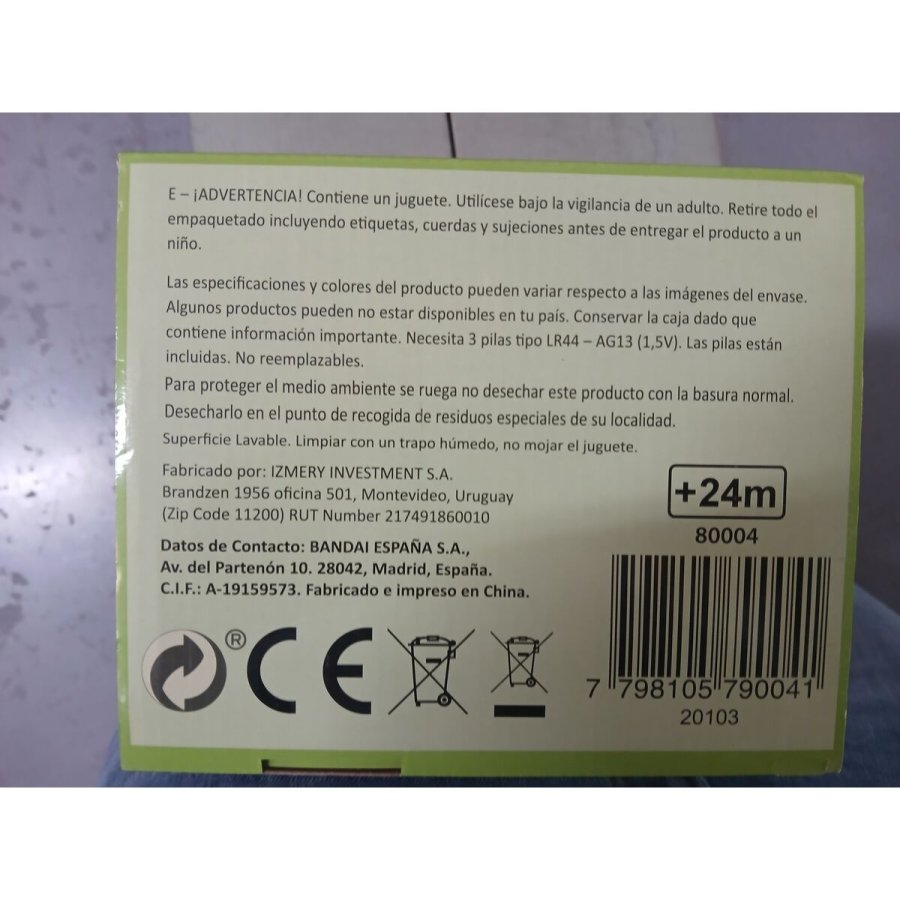 E – ¡ADVERTENCIA! Contiene un juguete. Utilícese bajo la vigilancia de un adulto. Retire todo el
empaquetado incluyendo etiquetas, cuerdas y sujeciones antes de entregar el producto a un
niño.
Las especificaciones y colores del producto pueden variar respecto a las imágenes del envase.
Algunos productos pueden no estar disponibles en tu país. Conservar la caja dado que
contiene información importante. Necesita 3 pilas tipo LR44 – AG13 (1,5V). Las pilas están
incluidas. No reemplazables.
Para proteger el medio ambiente se ruega no desechar este producto con la basura normal.
Desecharlo en el punto de recogida de residuos especiales de su localidad.
Superficie Lavable. Limpiar con un trapo húmedo, no mojar el juguete.
Fabricado por: IZMERY INVESTMENT S.A.
Brandzen 1956 oficina 501, Montevideo, Uruguay
(Zip Code 11200) RUT Number 217491860010
Datos de Contacto: BANDAI ESPAÑA S.A.,
Av. del Partenón 10. 28042, Madrid, España.
C.I.F.: A-19159573. Fabricado e impreso en China.
+24m
80004
® CE
7 798105 790041
20103